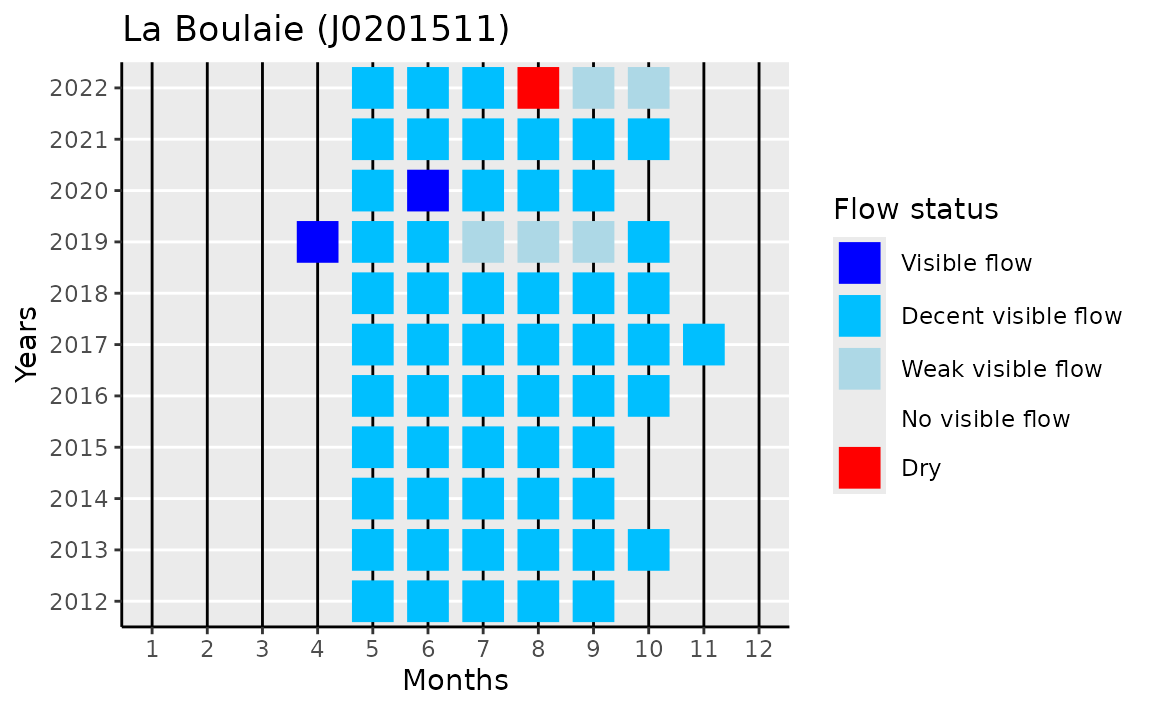 La Boulaie (J0201511)
2022
2021
2020
2019
2018
2017
2016
2015
2014
2013
2012
Years
1 2 3 4 5 6 7 8 9 10 11 12
Months
Flow status
Visible flow
Decent visible flow
Weak visible flow
No visible flow
Dry